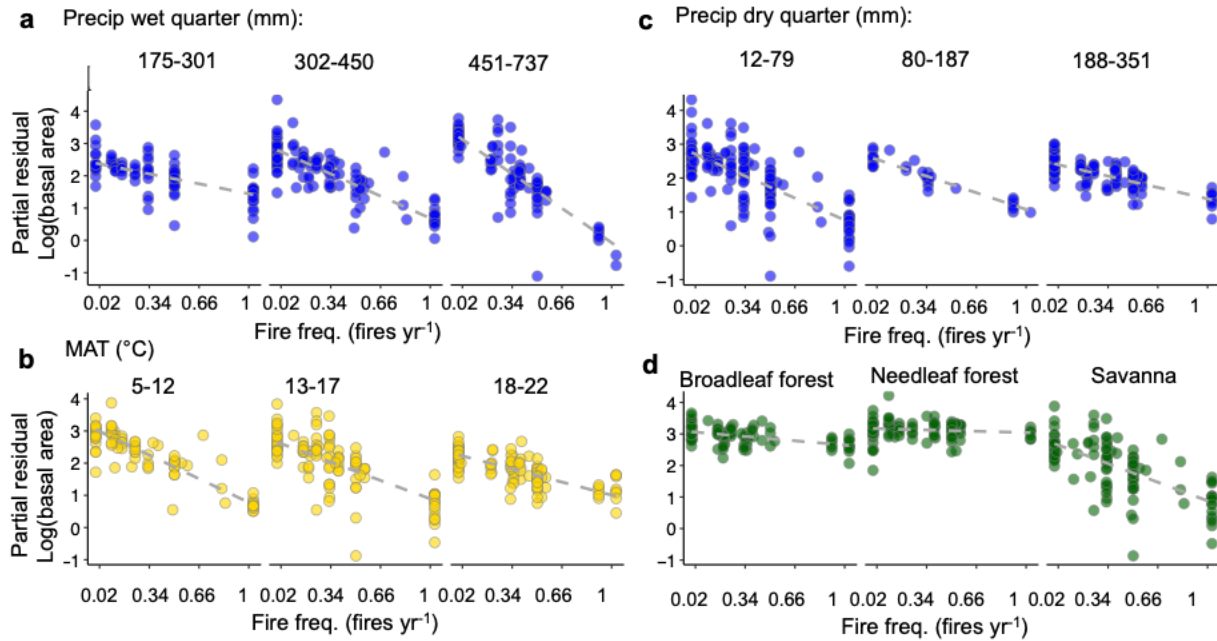 a Precip wet quarter (mm):
175-301 302-450 451-737
Partial residual
Log(basal area)
4
3
2
1
0
-1
0.02 0.34 0.66 1 0.02 0.34 0.66 1 0.02 0.34 0.66 1
Fire freq. (fires yr⁻¹)
c Precip dry quarter (mm):
12-79 80-187 188-351
4
3
2
1
0
−1
0.02 0.34 0.66 1 0.02 0.34 0.66 1 0.02 0.34 0.66 1
Fire freq. (fires yr⁻¹)
b MAT (°C)
5-12 13-17 18-22
Partial residual
Log(basal area)
4
3
2
1
0
−1
0.02 0.34 0.66 1 0.02 0.34 0.66 1 0.02 0.34 0.66 1
Fire freq. (fires yr⁻¹)
d
Broadleaf forest Needleaf forest Savanna
4
3
2
1
0
−1
0.02 0.34 0.66 1 0.02 0.34 0.66 1 0.02 0.34 0.66 1
Fire freq. (fires yr⁻¹)